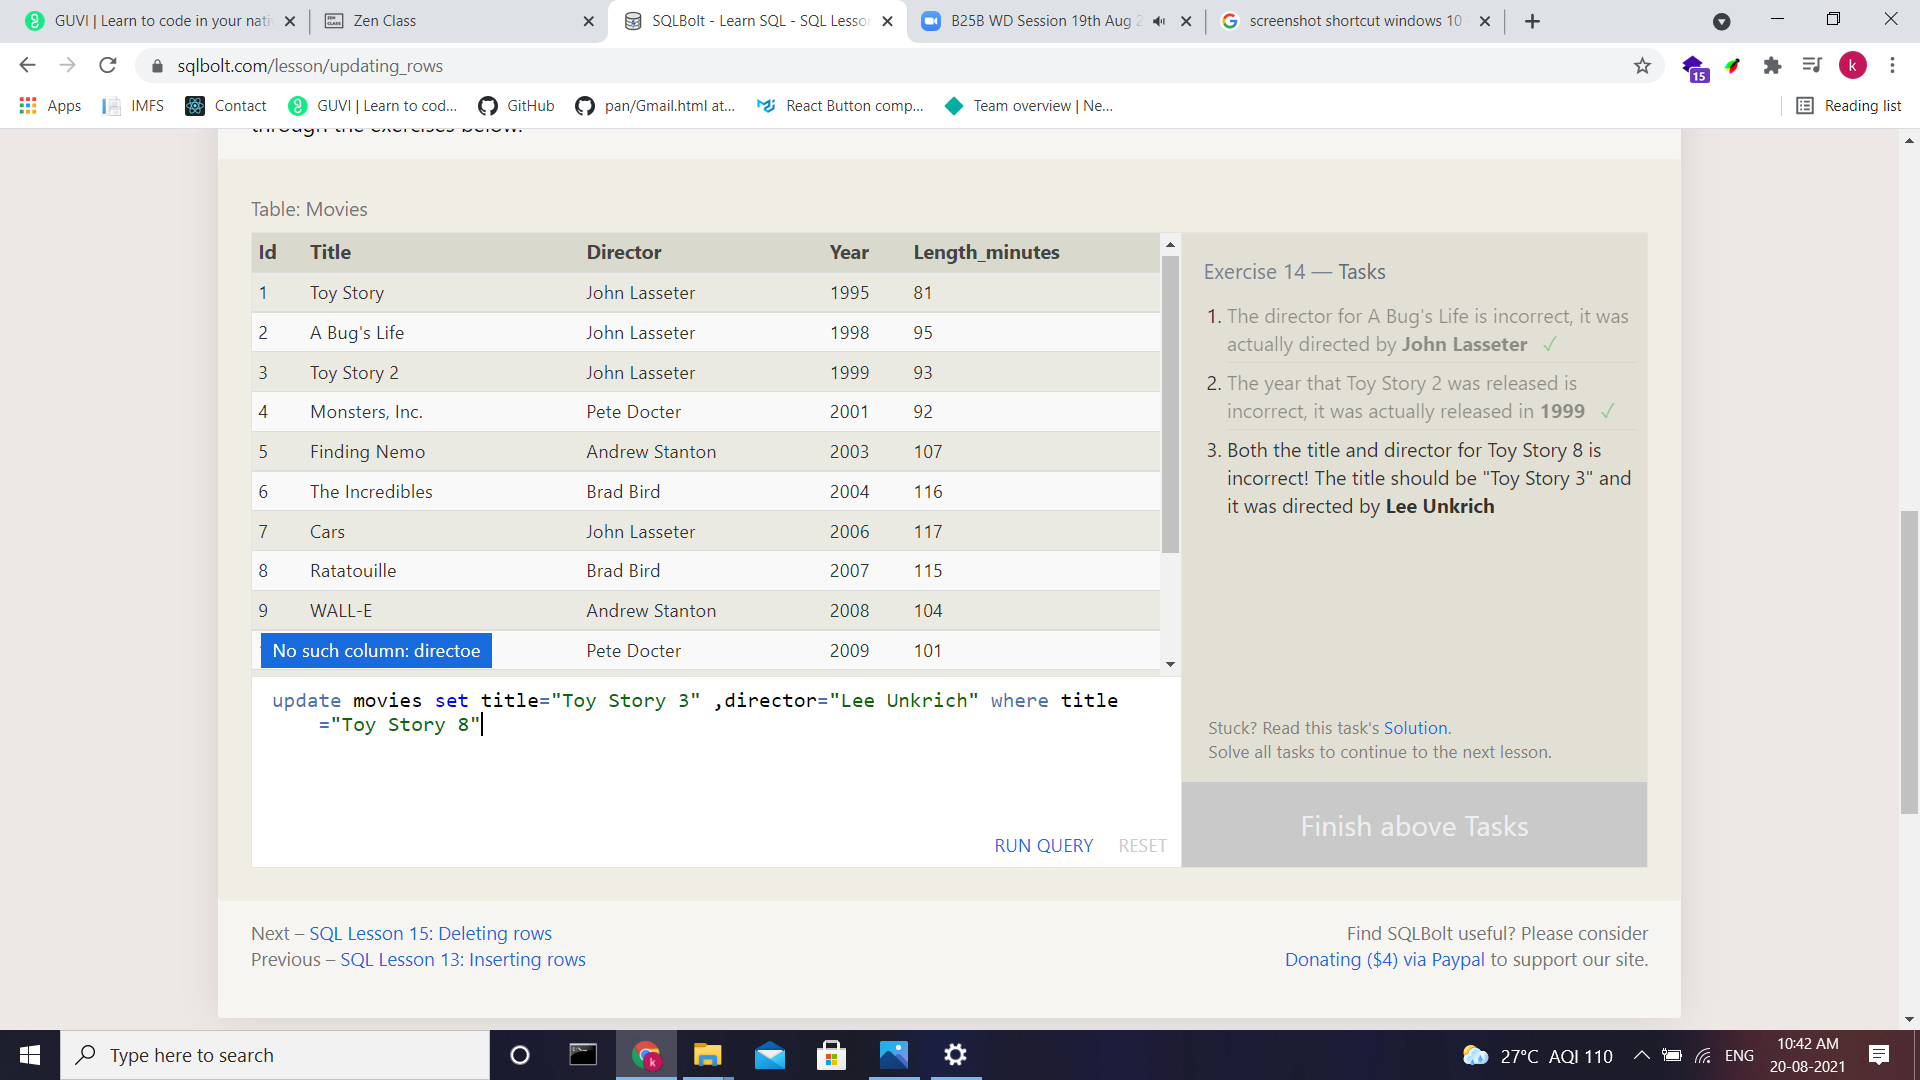 GUVI | Learn to code in your nati
Zen Class
SQLBolt - Learn SQL - SQL Lesson
B25B WD Session 19th Aug 2
screenshot shortcut windows 10
sqlbolt.com/lesson/updating_rows
15
k
Apps
IMFS
Contact
GUVI | Learn to cod...
GitHub
pan/Gmail.html at...
React Button comp...
Team overview | Ne...
Reading list
through the exercises below.
Table: Movies
Id Title Director Year Length_minutes
1 Toy Story John Lasseter 1995 81
2 A Bug's Life John Lasseter 1998 95
3 Toy Story 2 John Lasseter 1999 93
4 Monsters, Inc. Pete Docter 2001 92
5 Finding Nemo Andrew Stanton 2003 107
6 The Incredibles Brad Bird 2004 116
7 Cars John Lasseter 2006 117
8 Ratatouille Brad Bird 2007 115
9 WALL-E Andrew Stanton 2008 104
No such column: directoe Pete Docter 2009 101
update movies set title="Toy Story 3" ,director="Lee Unkrich" where title
="Toy Story 8"
RUN QUERY RESET
Exercise 14 — Tasks
1. The director for A Bug's Life is incorrect, it was
actually directed by John Lasseter ✓
2. The year that Toy Story 2 was released is
incorrect, it was actually released in 1999 ✓
3. Both the title and director for Toy Story 8 is
incorrect! The title should be "Toy Story 3" and
it was directed by Lee Unkrich
Stuck? Read this task's Solution.
Solve all tasks to continue to the next lesson.
Finish above Tasks
Next – SQL Lesson 15: Deleting rows
Previous – SQL Lesson 13: Inserting rows
Find SQLBolt useful? Please consider
Donating ($4) via Paypal to support our site.
Type here to search
27°C AQI 110
ENG
10:42 AM
20-08-2021